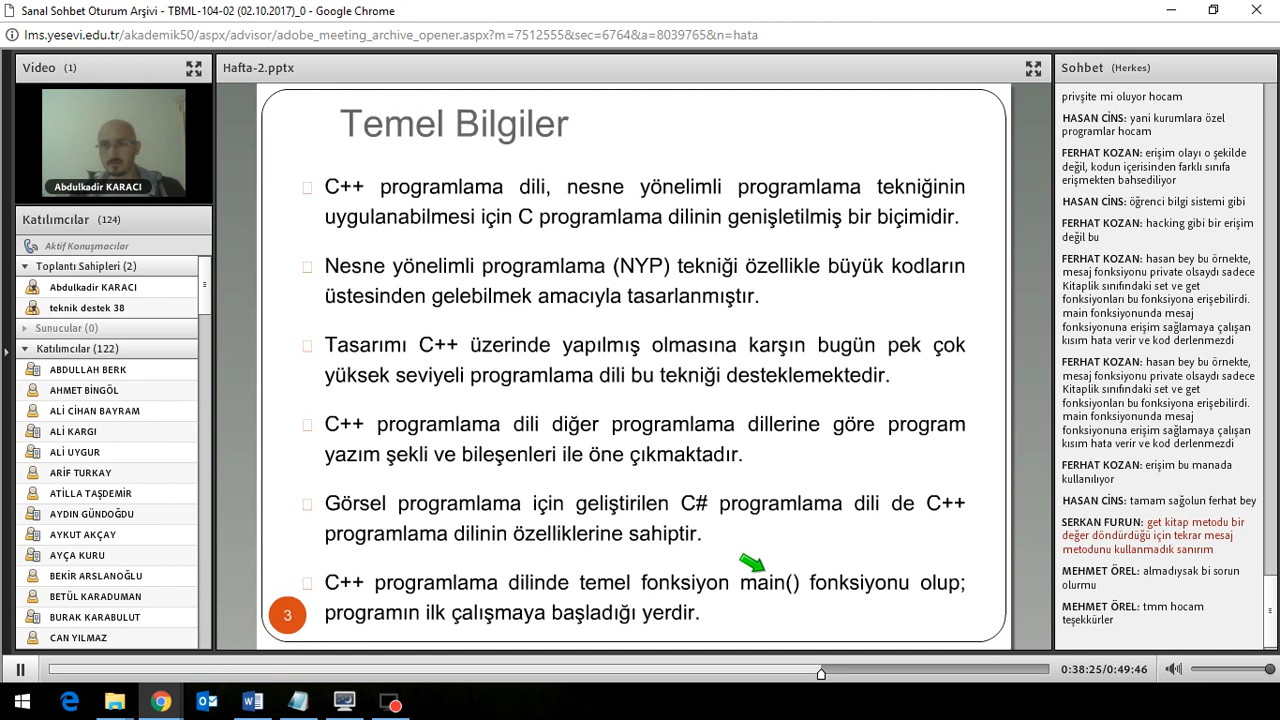 Sanal Sohbet Oturum Arşivi - TBML-104-02 (02.10.2017)_0 - Google Chrome
lms.yesevi.edu.tr/akademik50/aspx/advisor/adobe_meeting_archive_opener.aspx?m=7512555&sec=6764&a=8039765&n=hata
Video (1)
Abdulkadir KARACI
Katılımcılar (124)
Aktif Konuşmacılar
Toplantı Sahipleri (2)
Abdulkadir KARACI
teknik destek 38
Sunucular (0)
Katılımcılar (122)
ABDULLAH BERK
AHMET BİNGÖL
ALİ CİHAN BAYRAM
ALİ KARGI
ALİ UYGUR
ARİF TURKAY
ATİLLA TAŞDEMİR
AYDIN GÜNDOĞDU
AYKUT AKÇAY
AYÇA KURU
BEKİR ARSLANOĞLU
BETÜL KARADUMAN
BURAK KARABULUT
CAN YILMAZ
Hafta-2.pptx
Temel Bilgiler
C++ programlama dili, nesne yönelimli programlama tekniğinin
uygulanabilmesi için C programlama dilinin genişletilmiş bir biçimidir.
Nesne yönelimli programlama (NYP) tekniği özellikle büyük kodların
üstesinden gelebilmek amacıyla tasarlanmıştır.
Tasarımı C++ üzerinde yapılmış olmasına karşın bugün pek çok
yüksek seviyeli programlama dili bu tekniği desteklemektedir.
C++ programlama dili diğer programlama dillerine göre program
yazım şekli ve bileşenleri ile öne çıkmaktadır.
Görsel programlama için geliştirilen C# programlama dili de C++
programlama dilinin özelliklerine sahiptir.
C++ programlama dilinde temel fonksiyon main() fonksiyonu olup;
programın ilk çalışmaya başladığı yerdir.
3
Sohbet (Herkes)
privşite mi oluyor hocam
HASAN CİNS: yani kurumlara özel
programlar hocam
FERHAT KOZAN: erişim olayı o şekilde
değil, kodun içerisinden farklı sınıfa
erişmekten bahsediliyor
HASAN CİNS: öğrenci bilgi sistemi gibi
FERHAT KOZAN: hacking gibi bir erişim
değil bu
FERHAT KOZAN: hasan bey bu örnekte,
mesaj fonksiyonu private olsaydı sadece
Kitaplik sınıfındaki set ve get
fonksiyonları bu fonksiyona erişebilirdi.
main fonksiyonunda mesaj
fonksiyonuna erişim sağlamaya çalışan
kısım hata verir ve kod derlenmezdi
FERHAT KOZAN: hasan bey bu örnekte,
mesaj fonksiyonu private olsaydı sadece
Kitaplik sınıfındaki set ve get
fonksiyonları bu fonksiyona erişebilirdi.
main fonksiyonunda mesaj
fonksiyonuna erişim sağlamaya çalışan
kısım hata verir ve kod derlenmezdi
FERHAT KOZAN: erişim bu manada
kullanılıyor
HASAN CİNS: tamam sağolun ferhat bey
SERKAN FURUN: get kitap metodu bir
değer döndürdüğü için tekrar mesaj
metodunu kullanmadık sanırım
MEHMET ÖREL: almadıysak bi sorun
olurmu
MEHMET ÖREL: tmm hocam
teşekkürler
0:38:25/0:49:46